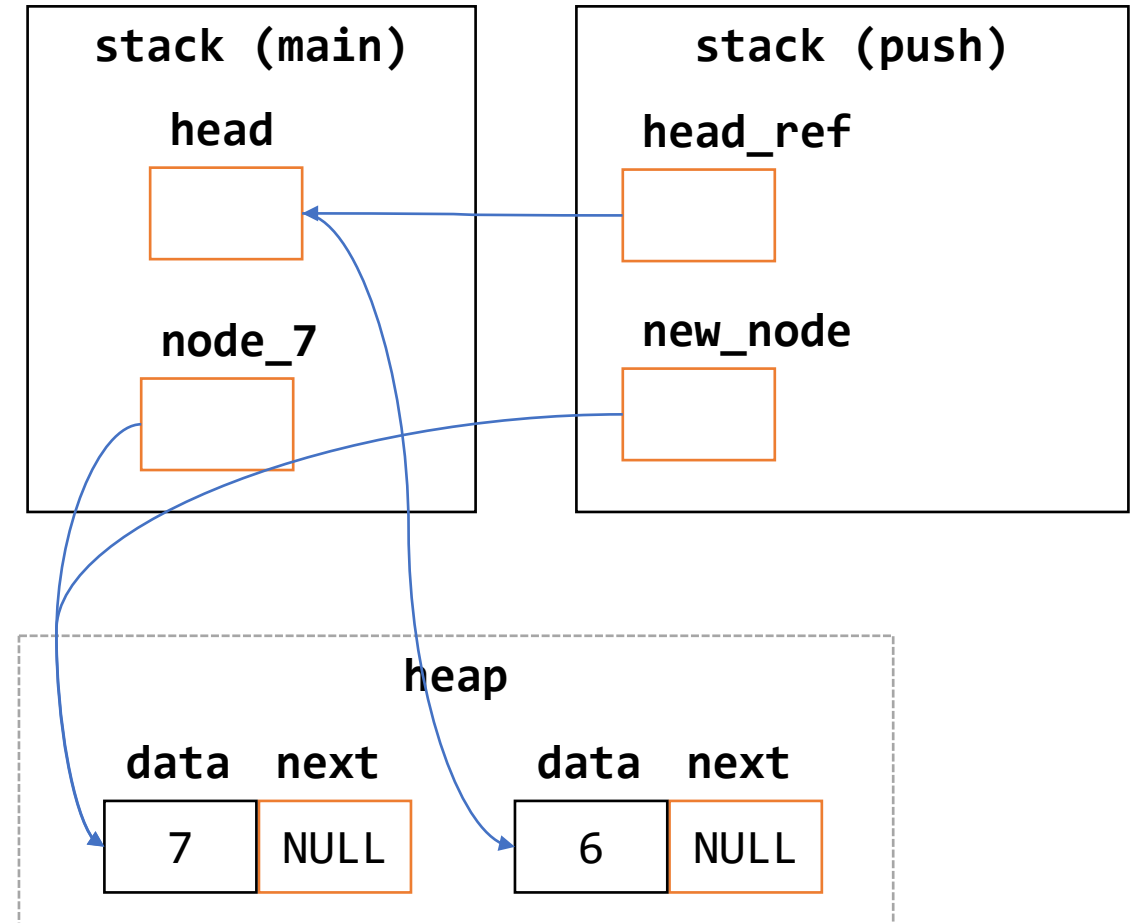 stack (main)
stack (push)
head
head_ref
node_7
new_node
heap
data next
data next
7 NULL
6 NULL